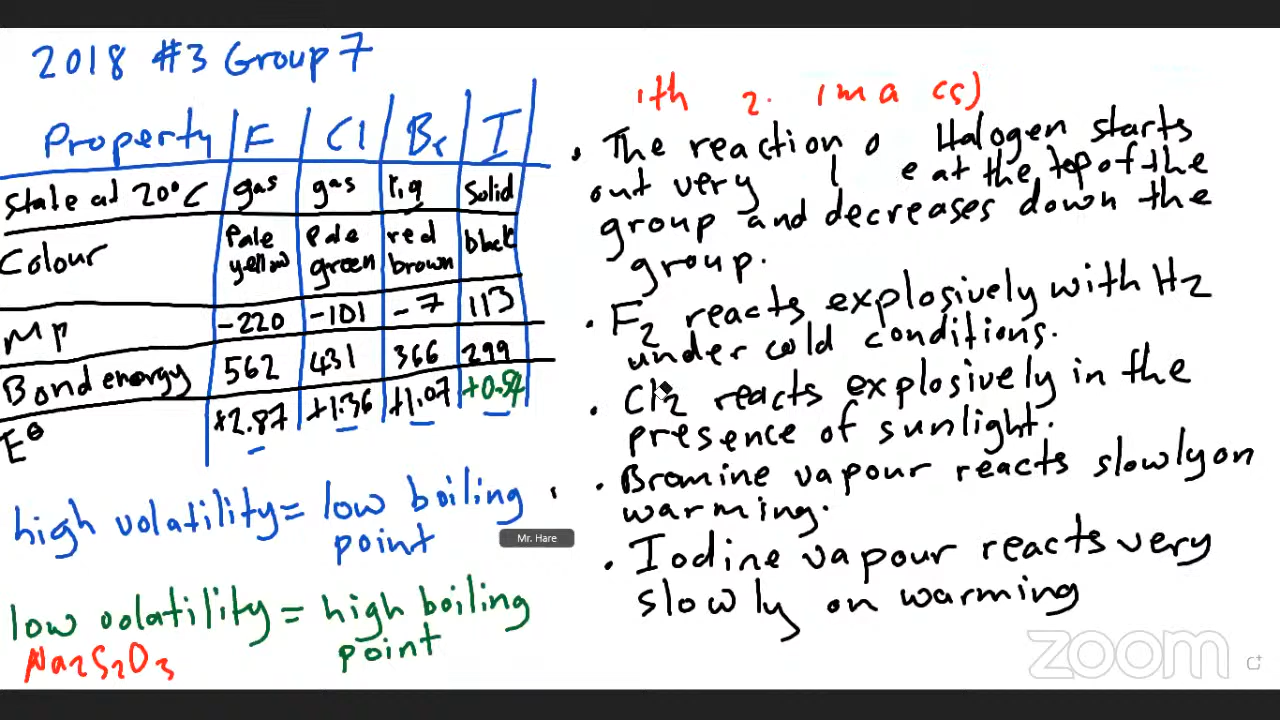 2018 #3 Group 7
Property F Cl Br I
State at 20°C gas gas liq solid
Colour pale yellow pale green red brown black
Mp -220 -101 -7 113
Bond energy 562 431 366 299
E⊖ +2.87 +1.36 +1.07 +0.54
high volatility = low boiling
point
low volatility = high boiling
point
Na2S2O3
ith 2. (m a cs)
• The reaction o Halogen starts
out very e at the top of the
group and decreases down the
group.
• F2 reacts explosively with H2
under cold conditions.
• Cl2 reacts explosively in the
presence of sunlight.
• Bromine vapour reacts slowly on
warming.
• Iodine vapour reacts very
slowly on warming
Mr. Hare
zoom